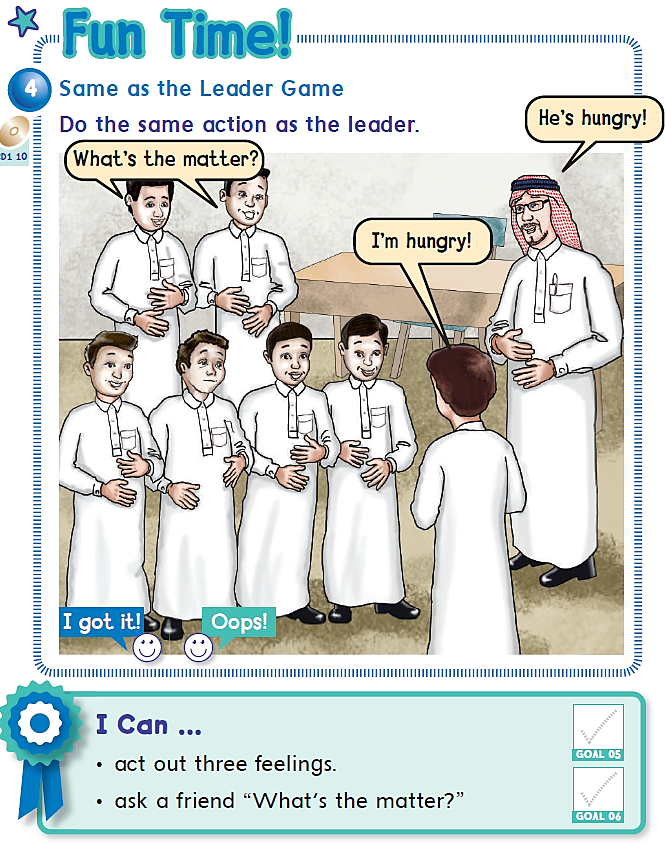 Fun Time!
4
Same as the Leader Game
Do the same action as the leader.
D1 10
He's hungry!
What's the matter?
I'm hungry!
I got it!
Oops!
I Can ...
• act out three feelings.
• ask a friend “What's the matter?”
GOAL 05
GOAL 06